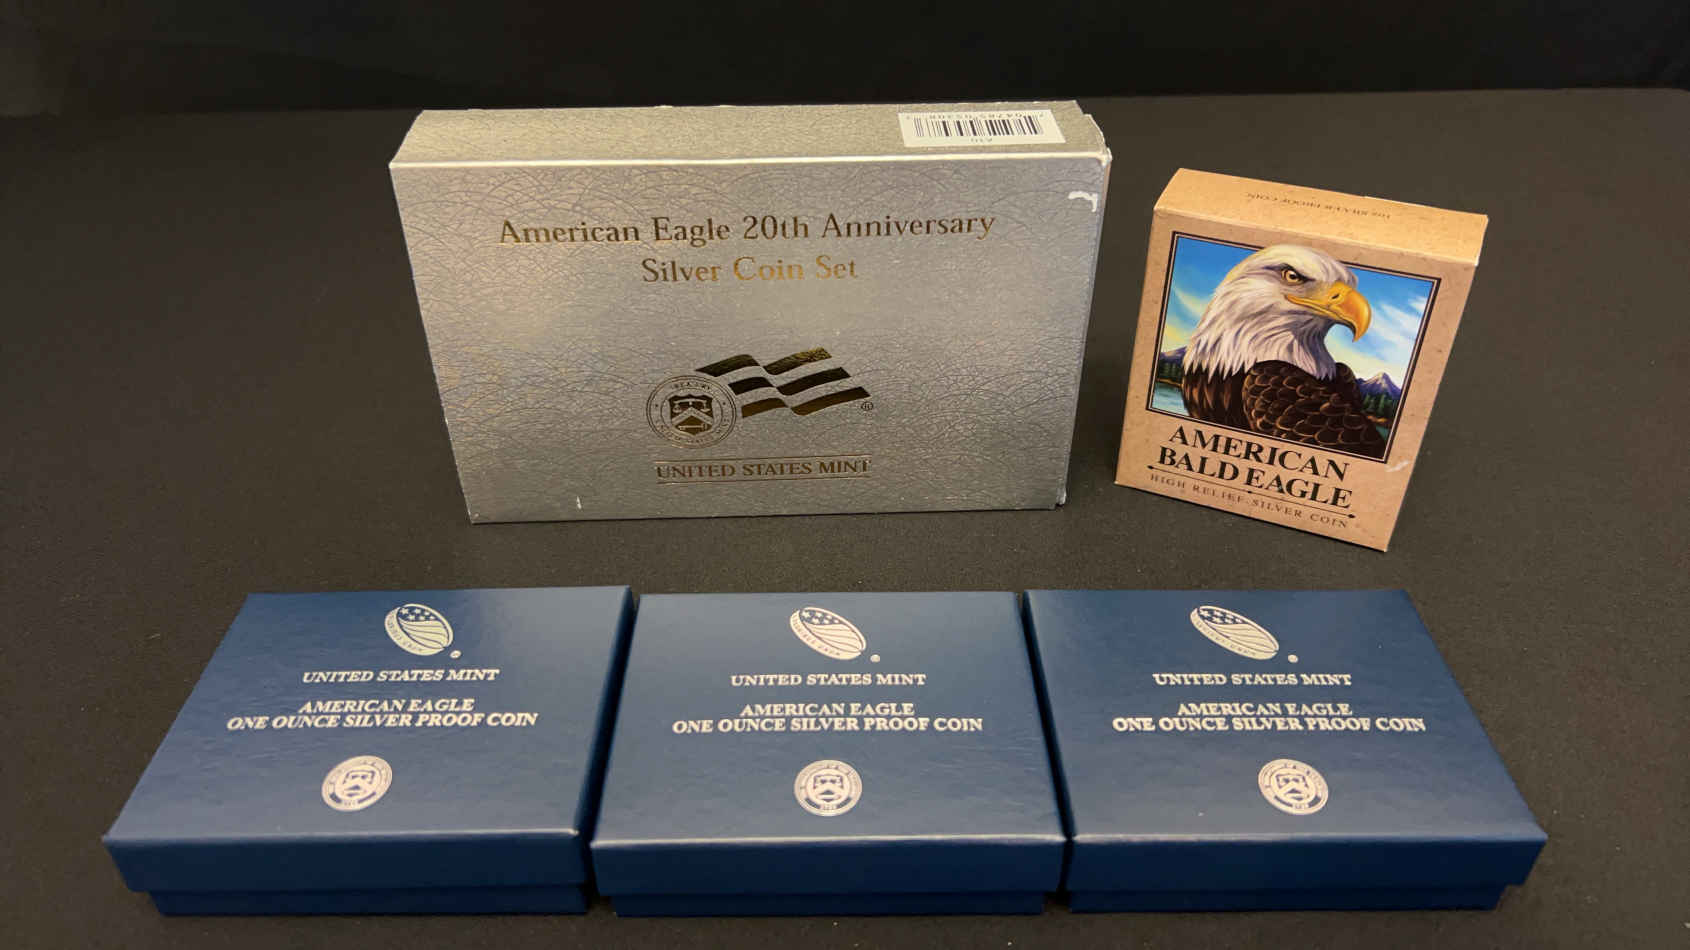 American Eagle 20th Anniversary
Silver Coin Set
UNITED STATES MINT
AMERICAN
BALD EAGLE
HIGH RELIEF SILVER COIN
UNITED STATES MINT
AMERICAN EAGLE
ONE OUNCE SILVER PROOF COIN
UNITED STATES MINT
AMERICAN EAGLE
ONE OUNCE SILVER PROOF COIN
UNITED STATES MINT
AMERICAN EAGLE
ONE OUNCE SILVER PROOF COIN